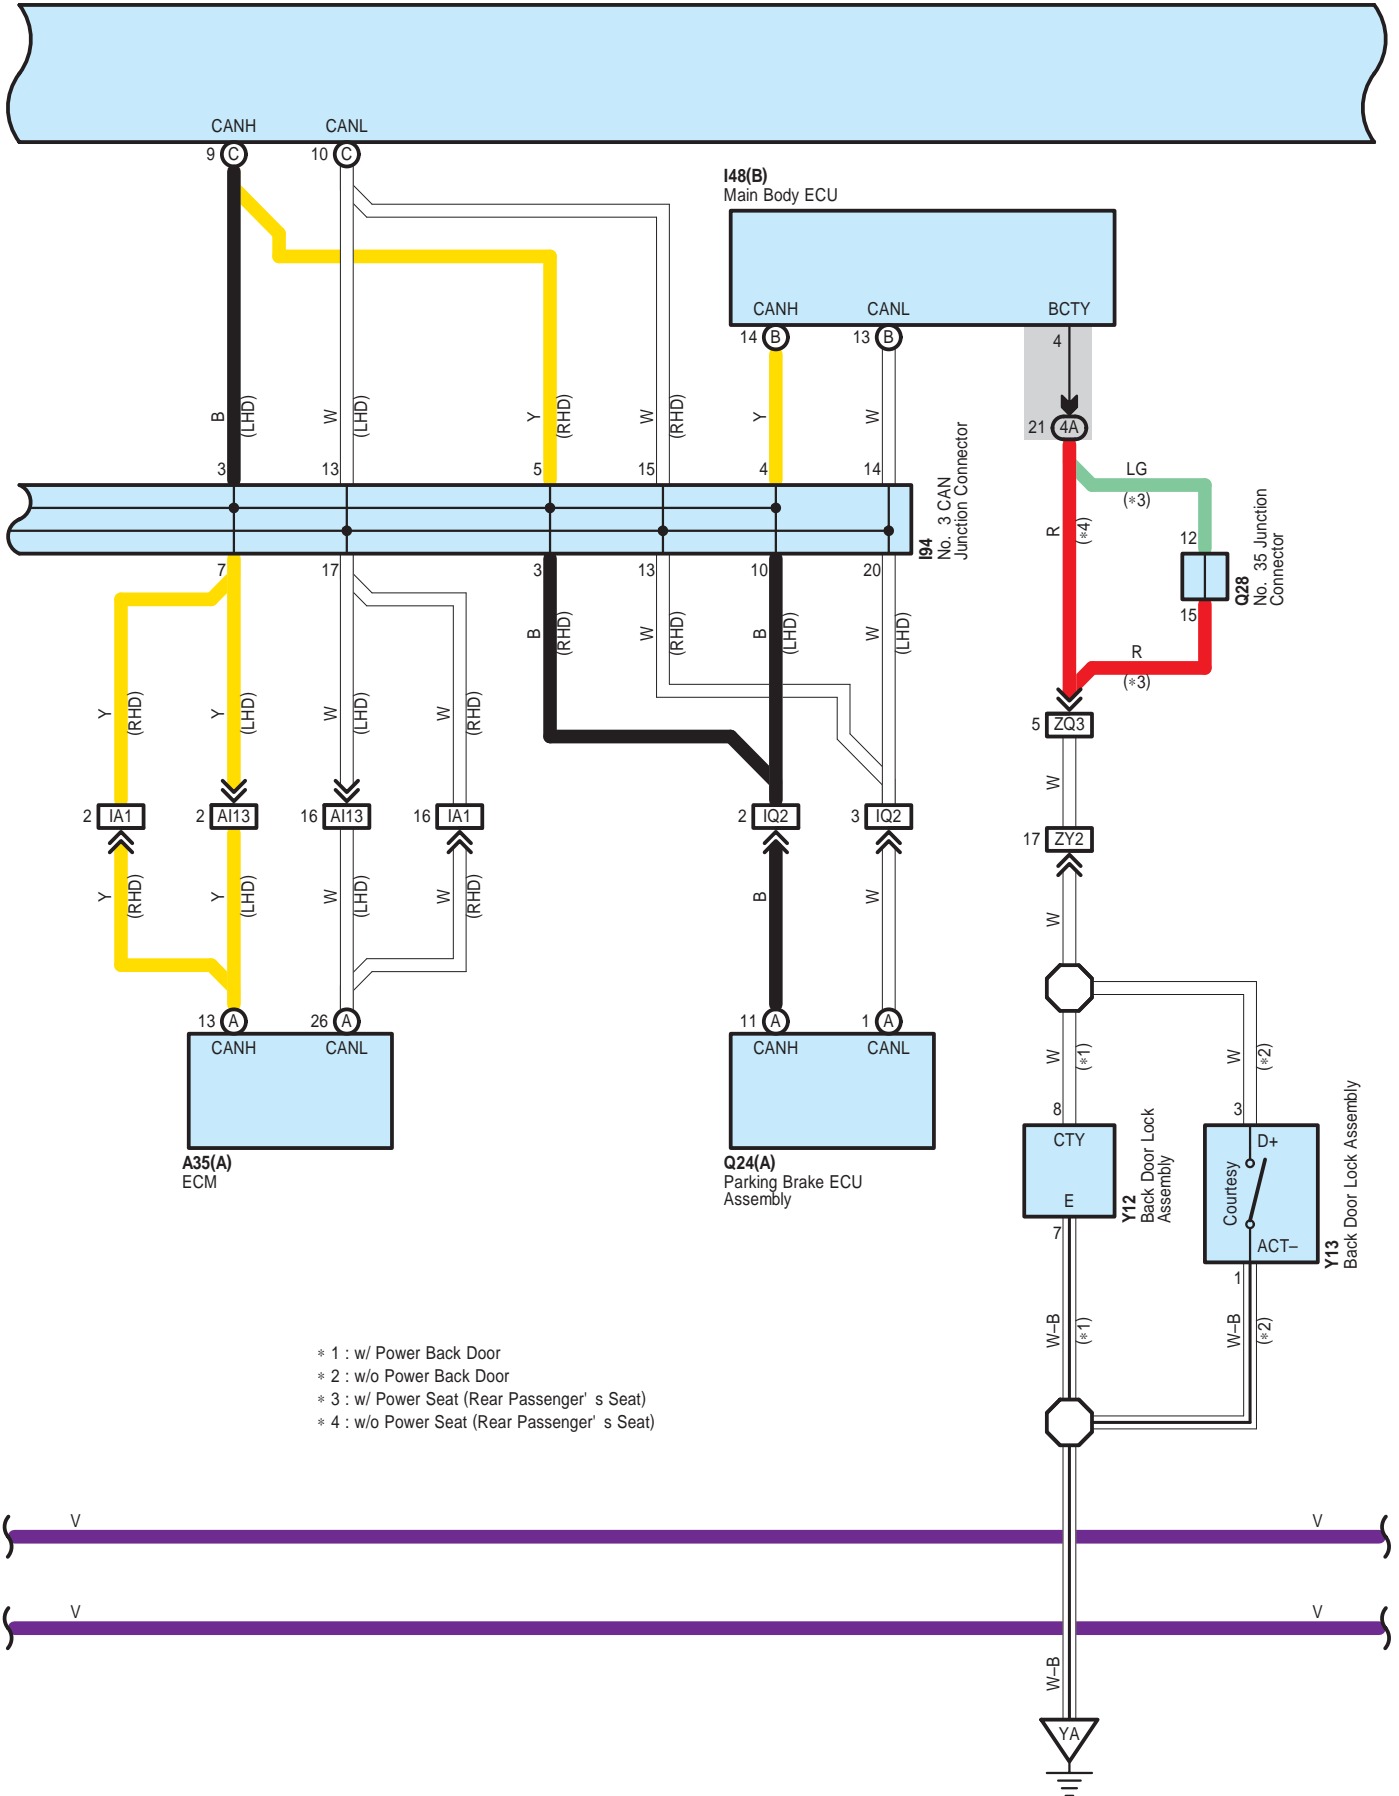 CANH CANL
9 C 10 C
I48(B)
Main Body ECU
CANH CANL BCTY
14 B 13 B 4
B (LHD) W (LHD) Y (RHD) W (RHD) Y W
21 4A
LG
(*3)
3 13 5 15 4 14
R (*4)
12
I94
No. 3 CAN
Junction Connector
Q28
No. 35 Junction
Connector
7 17 3 13 10 20
15
B (RHD) W (RHD) B (LHD) W (LHD)
R
(*3)
Y (RHD) Y (LHD) W (LHD) W (RHD)
5 ZQ3
W
2 IA1 2 AI13 16 AI13 16 IA1 2 IQ2 3 IQ2
17 ZY2
Y (RHD) Y (LHD) W (LHD) W (RHD) B W W
13 A 26 A 11 A 1 A
CANH CANL CANH CANL
W (*1) W (*2)
8 3
CTY D+
Courtesy
E
ACT–
7 1
Y12
Back Door Lock
Assembly
Y13
Back Door Lock Assembly
A35(A)
ECM
Q24(A)
Parking Brake ECU
Assembly
W–B (*1) W–B (*2)
* 1 : w/ Power Back Door
* 2 : w/o Power Back Door
* 3 : w/ Power Seat (Rear Passenger' s Seat)
* 4 : w/o Power Seat (Rear Passenger' s Seat)
V V
V V
W–B
YA